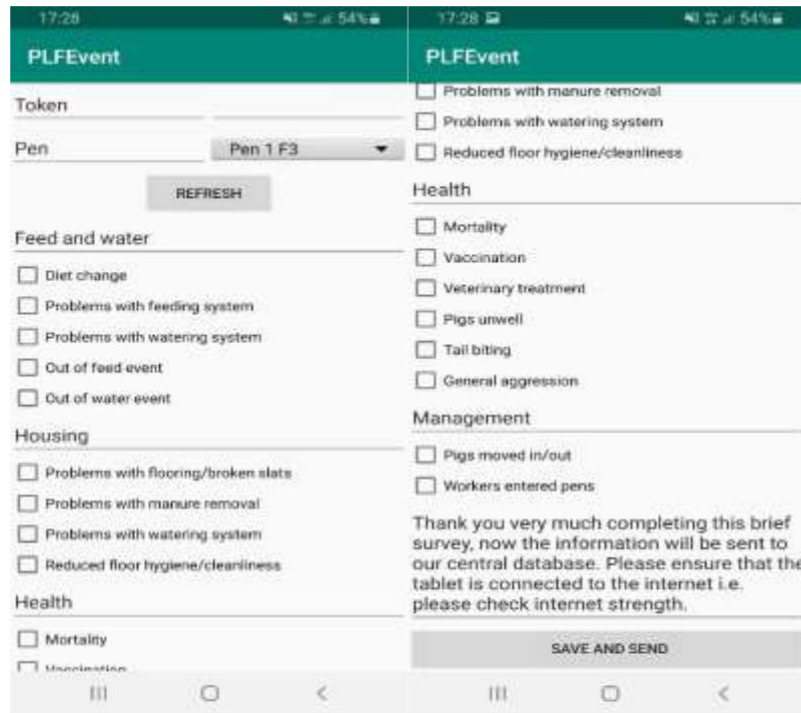 17:28
54%
PLFEvent
Token
Pen
Pen 1 F3
REFRESH
Feed and water
Diet change
Problems with feeding system
Problems with watering system
Out of feed event
Out of water event
Housing
Problems with flooring/broken slats
Problems with manure removal
Problems with watering system
Reduced floor hygiene/cleanliness
Health
Mortality
Vaccination
17:28
54%
PLFEvent
Problems with manure removal
Problems with watering system
Reduced floor hygiene/cleanliness
Health
Mortality
Vaccination
Veterinary treatment
Pigs unwell
Tail biting
General aggression
Management
Pigs moved in/out
Workers entered pens
Thank you very much completing this brief
survey, now the information will be sent to
our central database. Please ensure that the
tablet is connected to the internet i.e.
please check internet strength.
SAVE AND SEND